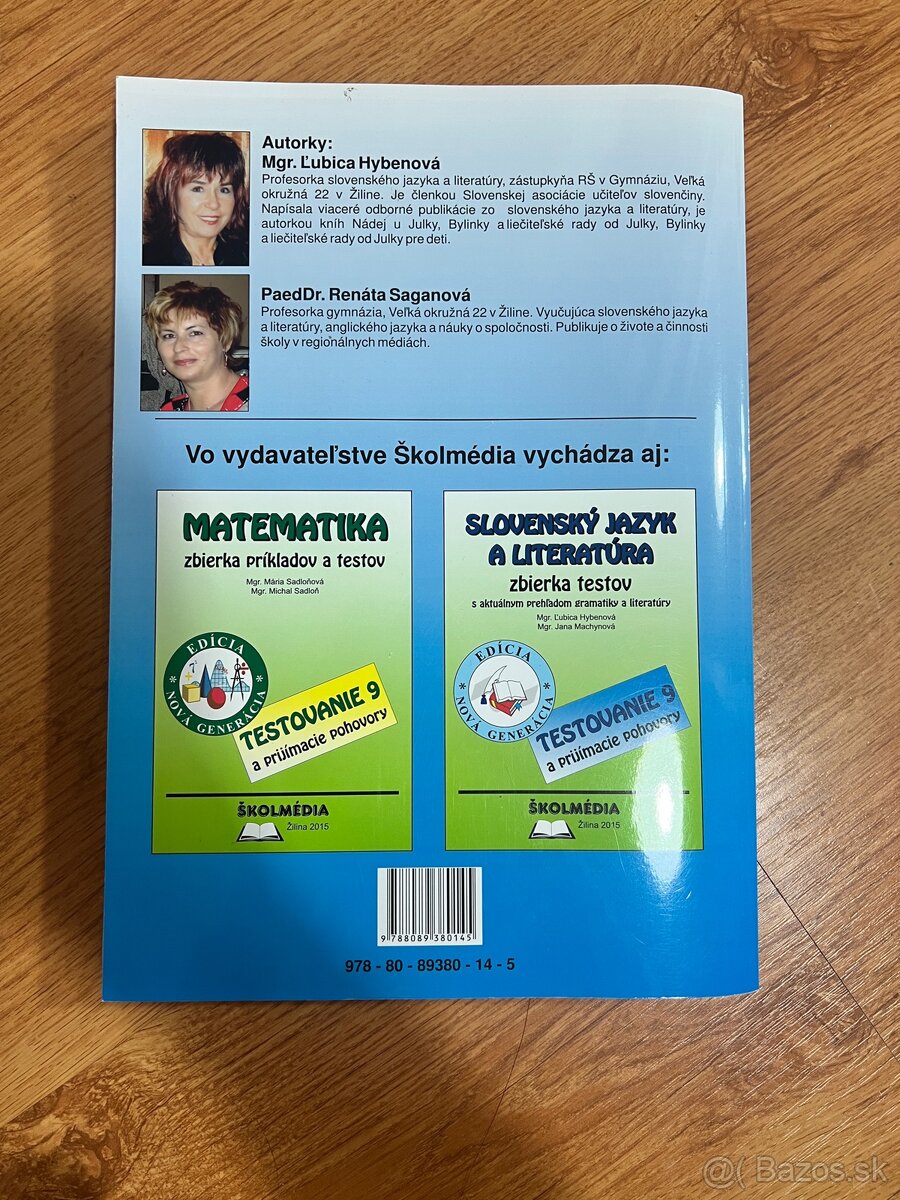 Autorky:
Mgr. Ľubica Hybenová
Profesorka slovenského jazyka a literatúry, zástupkyňa RŠ v Gymnáziu, Veľká
okružná 22 v Žiline. Je členkou Slovenskej asociácie učiteľov slovenčiny.
Napísala viaceré odborné publikácie zo slovenského jazyka a literatúry, je
autorkou kníh Nádej u Julky, Bylinky a liečiteľské rady od Julky, Bylinky
a liečiteľské rady od Julky pre deti.
PaedDr. Renáta Saganová
Profesorka gymnázia, Veľká okružná 22 v Žiline. Vyučujúca slovenského jazyka
a literatúry, anglického jazyka a náuky o spoločnosti. Publikuje o živote a činnosti
školy v regionálnych médiách.
Vo vydavateľstve Školmédia vychádza aj:
MATEMATIKA
zbierka príkladov a testov
Mgr. Mária Sadloňová
Mgr. Michal Sadloň
EDÍCIA
* NOVÁ GENERÁCIA *
TESTOVANIE 9
a prijímacie pohovory
ŠKOLMÉDIA
Žilina 2015
SLOVENSKÝ JAZYK
A LITERATÚRA
zbierka testov
s aktuálnym prehľadom gramatiky a literatúry
Mgr. Ľubica Hybenová
Mgr. Jana Machynová
EDÍCIA
* NOVÁ GENERÁCIA *
TESTOVANIE 9
a prijímacie pohovory
ŠKOLMÉDIA
Žilina 2015
9 788089 380145
978 - 80 - 89380 - 14 - 5
@( Bazos.sk